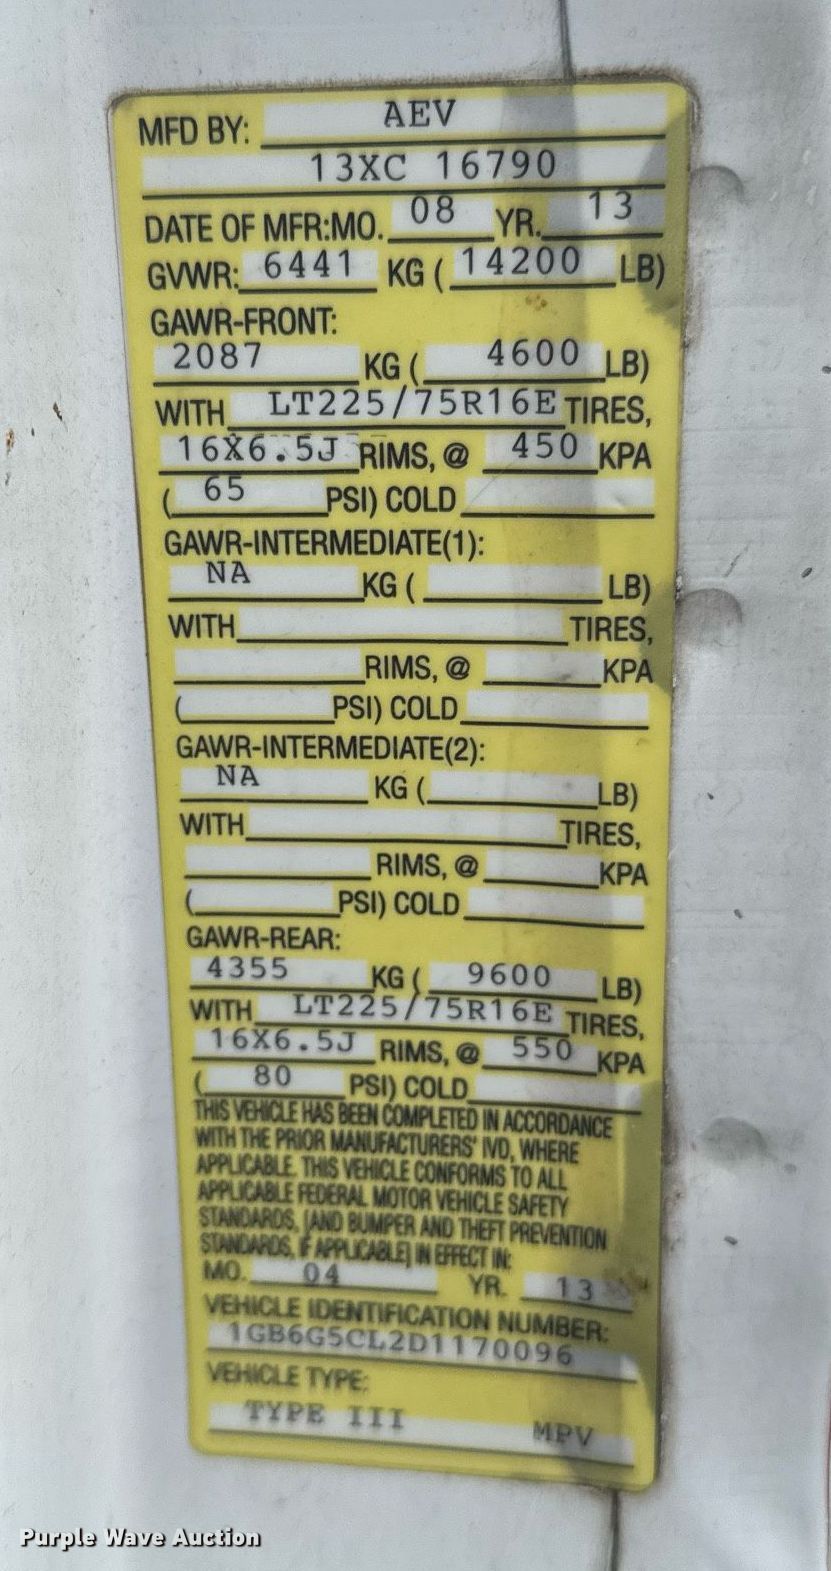 MFD BY: AEV
13XC 16790
DATE OF MFR:MO. 08 YR. 13
GVWR: 6441 KG ( 14200 LB)
GAWR-FRONT:
2087 KG ( 4600 LB)
WITH LT225/75R16E TIRES,
16X6.5J RIMS, @ 450 KPA
( 65 PSI) COLD
GAWR-INTERMEDIATE(1):
NA KG ( LB)
WITH TIRES,
RIMS, @ KPA
( PSI) COLD
GAWR-INTERMEDIATE(2):
NA KG ( LB)
WITH TIRES,
RIMS, @ KPA
( PSI) COLD
GAWR-REAR:
4355 KG ( 9600 LB)
WITH LT225/75R16E TIRES,
16X6.5J RIMS, @ 550 KPA
( 80 PSI) COLD
THIS VEHICLE HAS BEEN COMPLETED IN ACCORDANCE
WITH THE PRIOR MANUFACTURERS' IVD, WHERE
APPLICABLE. THIS VEHICLE CONFORMS TO ALL
APPLICABLE FEDERAL MOTOR VEHICLE SAFETY
STANDARDS, [AND BUMPER AND THEFT PREVENTION
STANDARDS, IF APPLICABLE] IN EFFECT IN:
MO. 04 YR. 13
VEHICLE IDENTIFICATION NUMBER:
1GB6G5CL2D1170096
VEHICLE TYPE:
TYPE III MPV
Purple Wave Auction